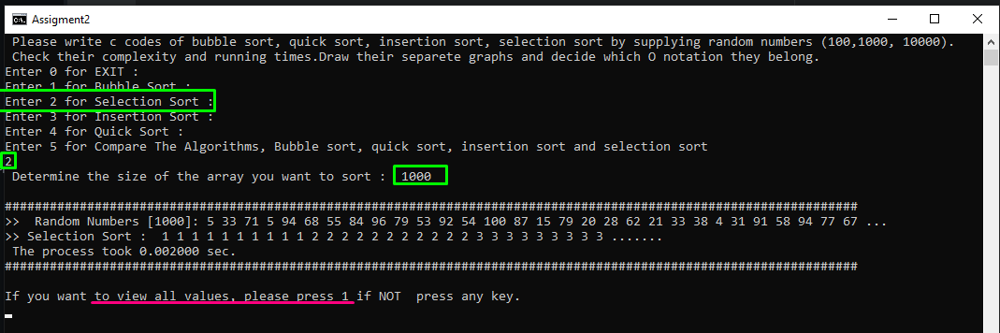 Assigment2
Please write c codes of bubble sort, quick sort, insertion sort, selection sort by supplying random numbers (100,1000, 10000).
Check their complexity and running times.Draw their separete graphs and decide which O notation they belong.
Enter 0 for EXIT :
Enter 1 for Bubble Sort :
Enter 2 for Selection Sort :
Enter 3 for Insertion Sort :
Enter 4 for Quick Sort :
Enter 5 for Compare The Algorithms, Bubble sort, quick sort, insertion sort and selection sort
2
Determine the size of the array you want to sort : 1000
##################################################################################################################
>>  Random Numbers [1000]: 5 33 71 5 94 68 55 84 96 79 53 92 54 100 87 15 79 20 28 62 21 33 38 4 31 91 58 94 77 67 ...
>> Selection Sort :  1 1 1 1 1 1 1 1 1 1 2 2 2 2 2 2 2 2 2 2 2 3 3 3 3 3 3 3 3 3 .......
The process took 0.002000 sec.
##################################################################################################################
If you want to view all values, please press 1 if NOT  press any key.